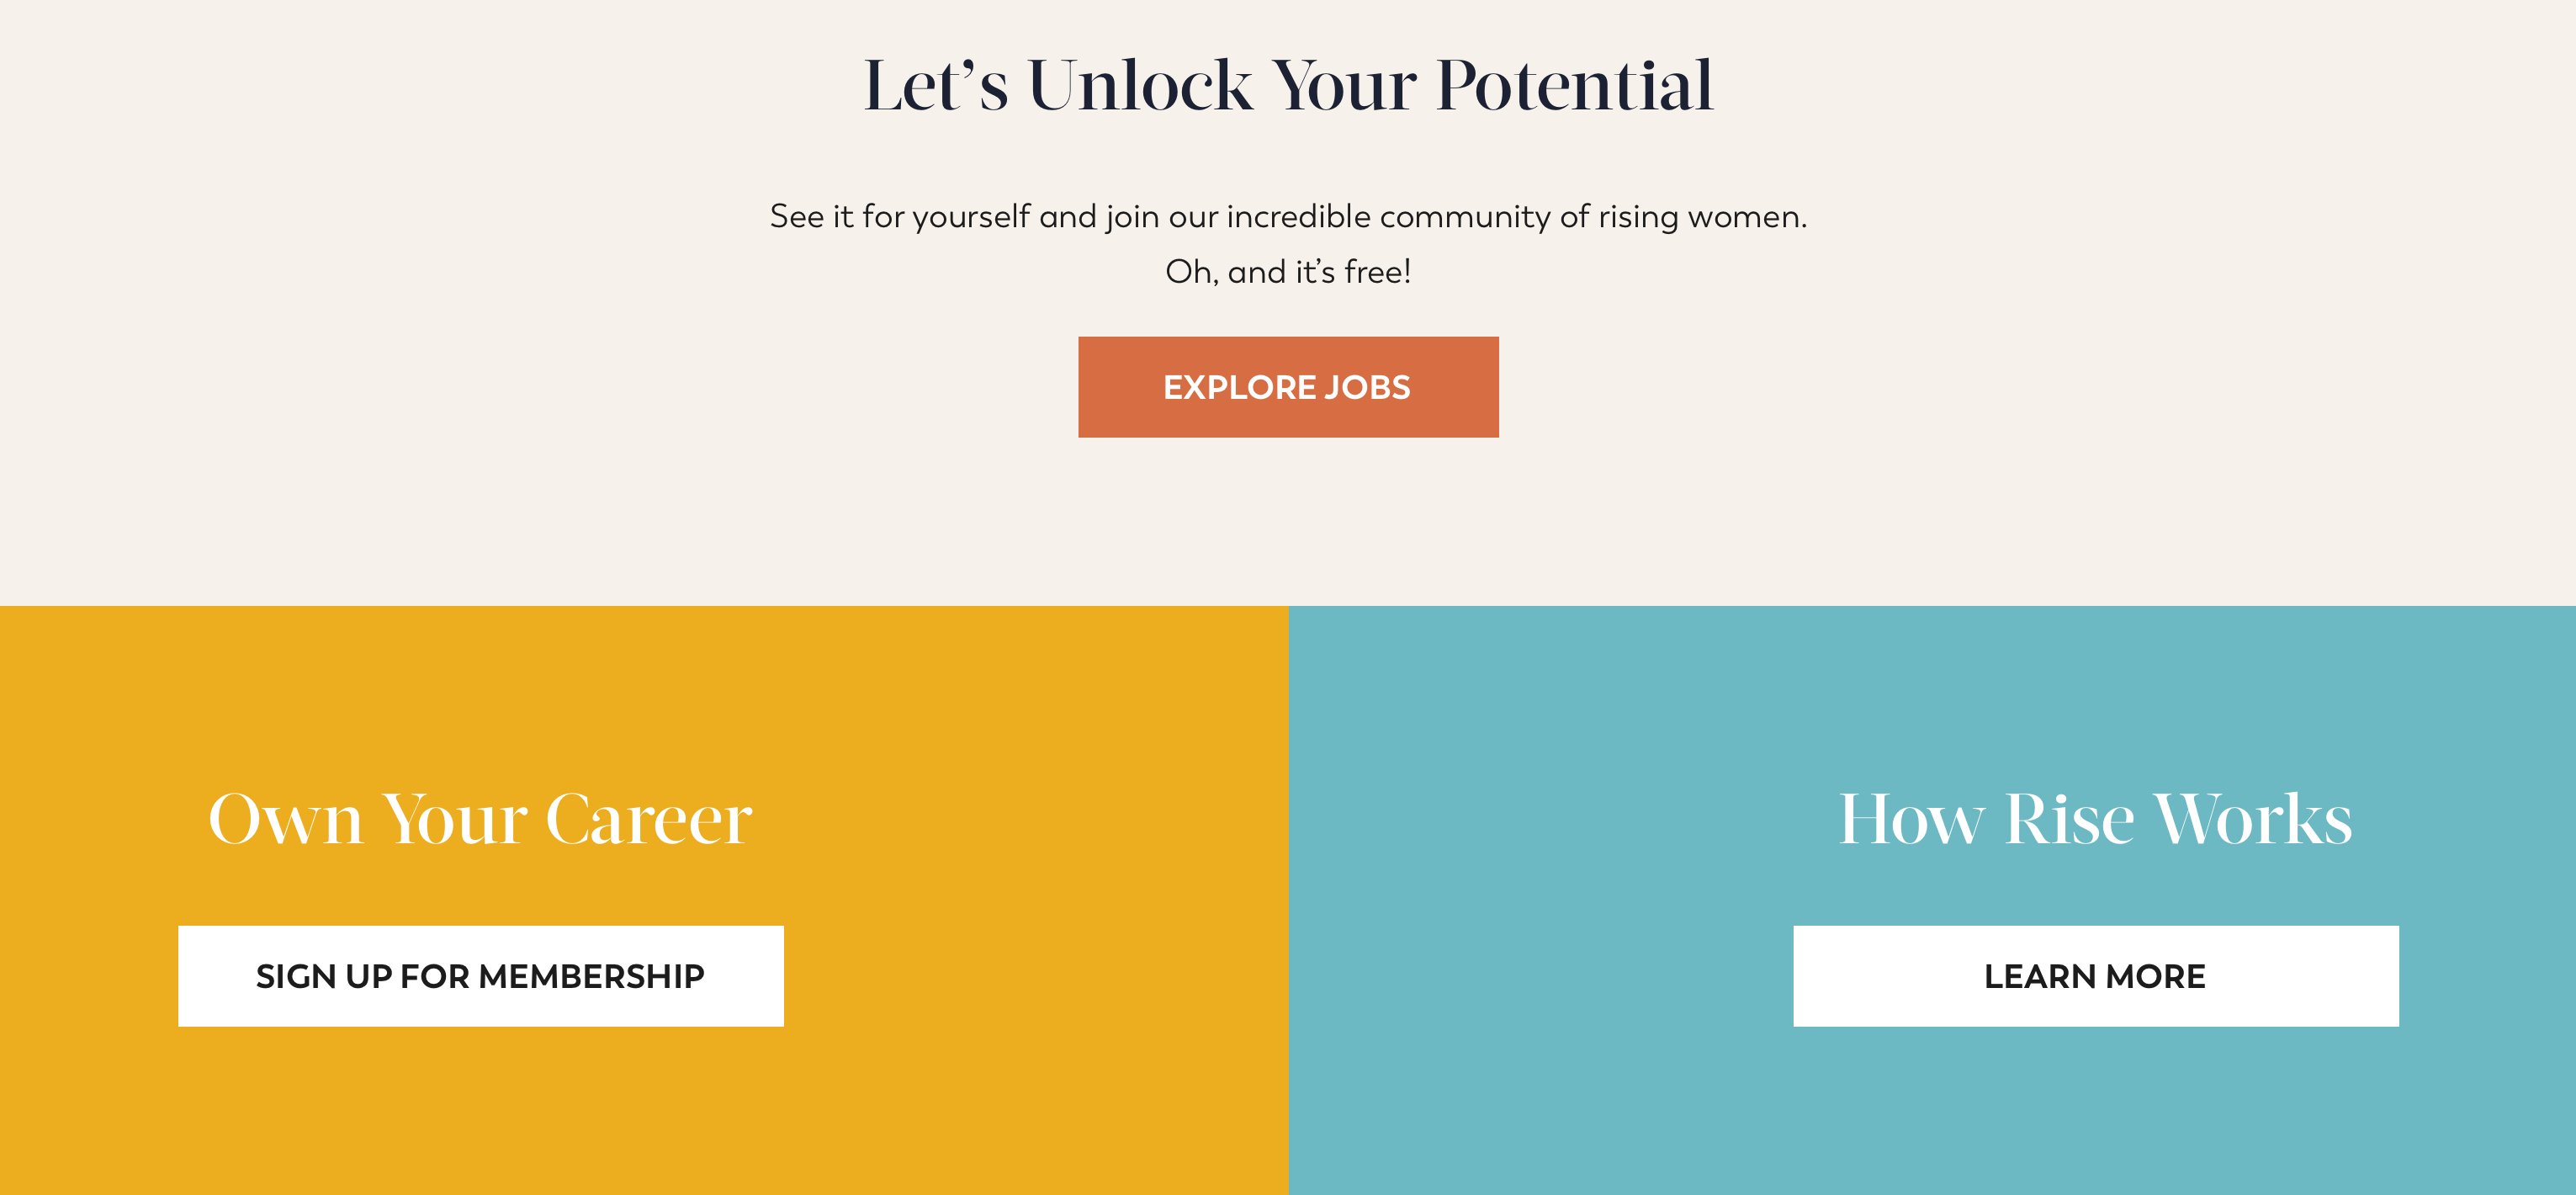 Let’s Unlock Your Potential
See it for yourself and join our incredible community of rising women.
Oh, and it’s free!
EXPLORE JOBS
Own Your Career
SIGN UP FOR MEMBERSHIP
How Rise Works
LEARN MORE